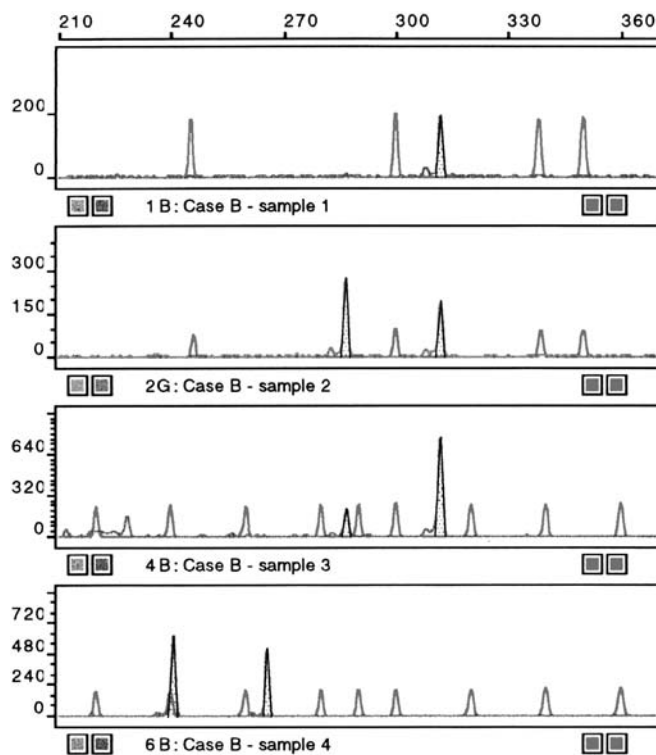 210 240 270 300 330 360
200
0
1 B : Case B - sample 1
300
150
0
2G : Case B - sample 2
640
320
0
4 B : Case B - sample 3
720
480
240
0
6 B : Case B - sample 4